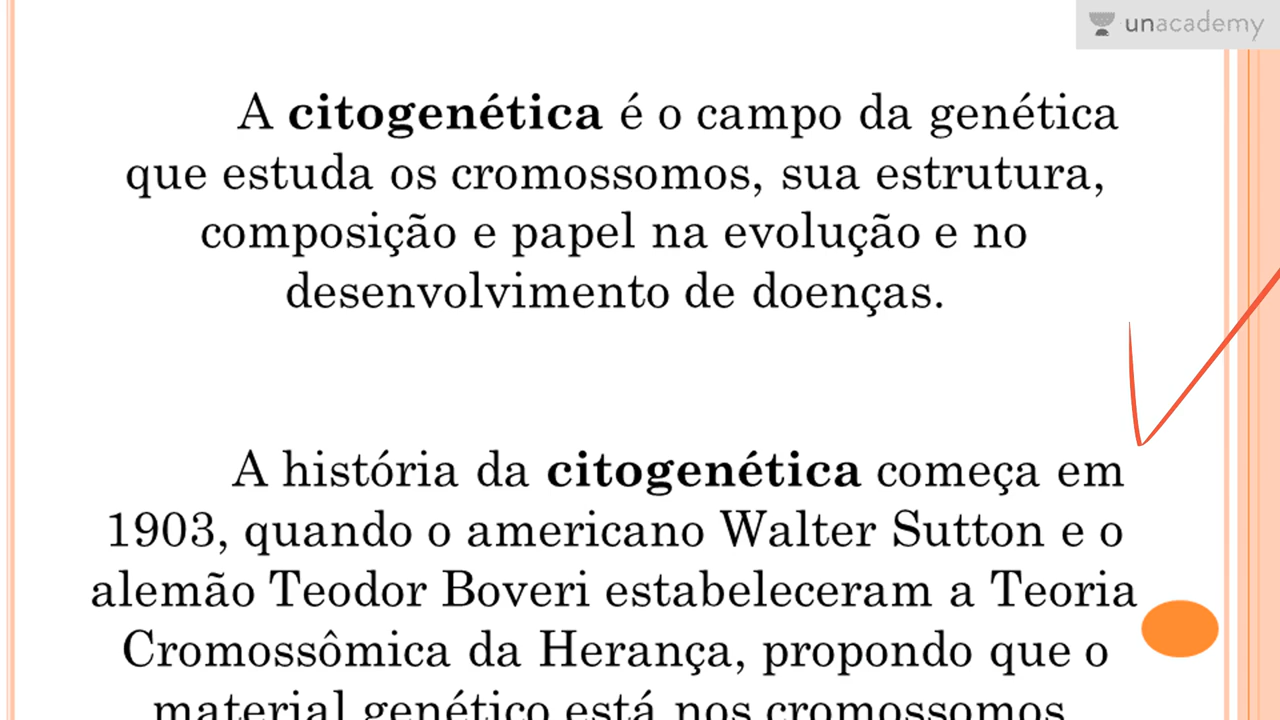 unacademy
A citogenética é o campo da genética
que estuda os cromossomos, sua estrutura,
composição e papel na evolução e no
desenvolvimento de doenças.
A história da citogenética começa em
1903, quando o americano Walter Sutton e o
alemão Teodor Boveri estabeleceram a Teoria
Cromossômica da Herança, propondo que o
material genético está nos cromossomos